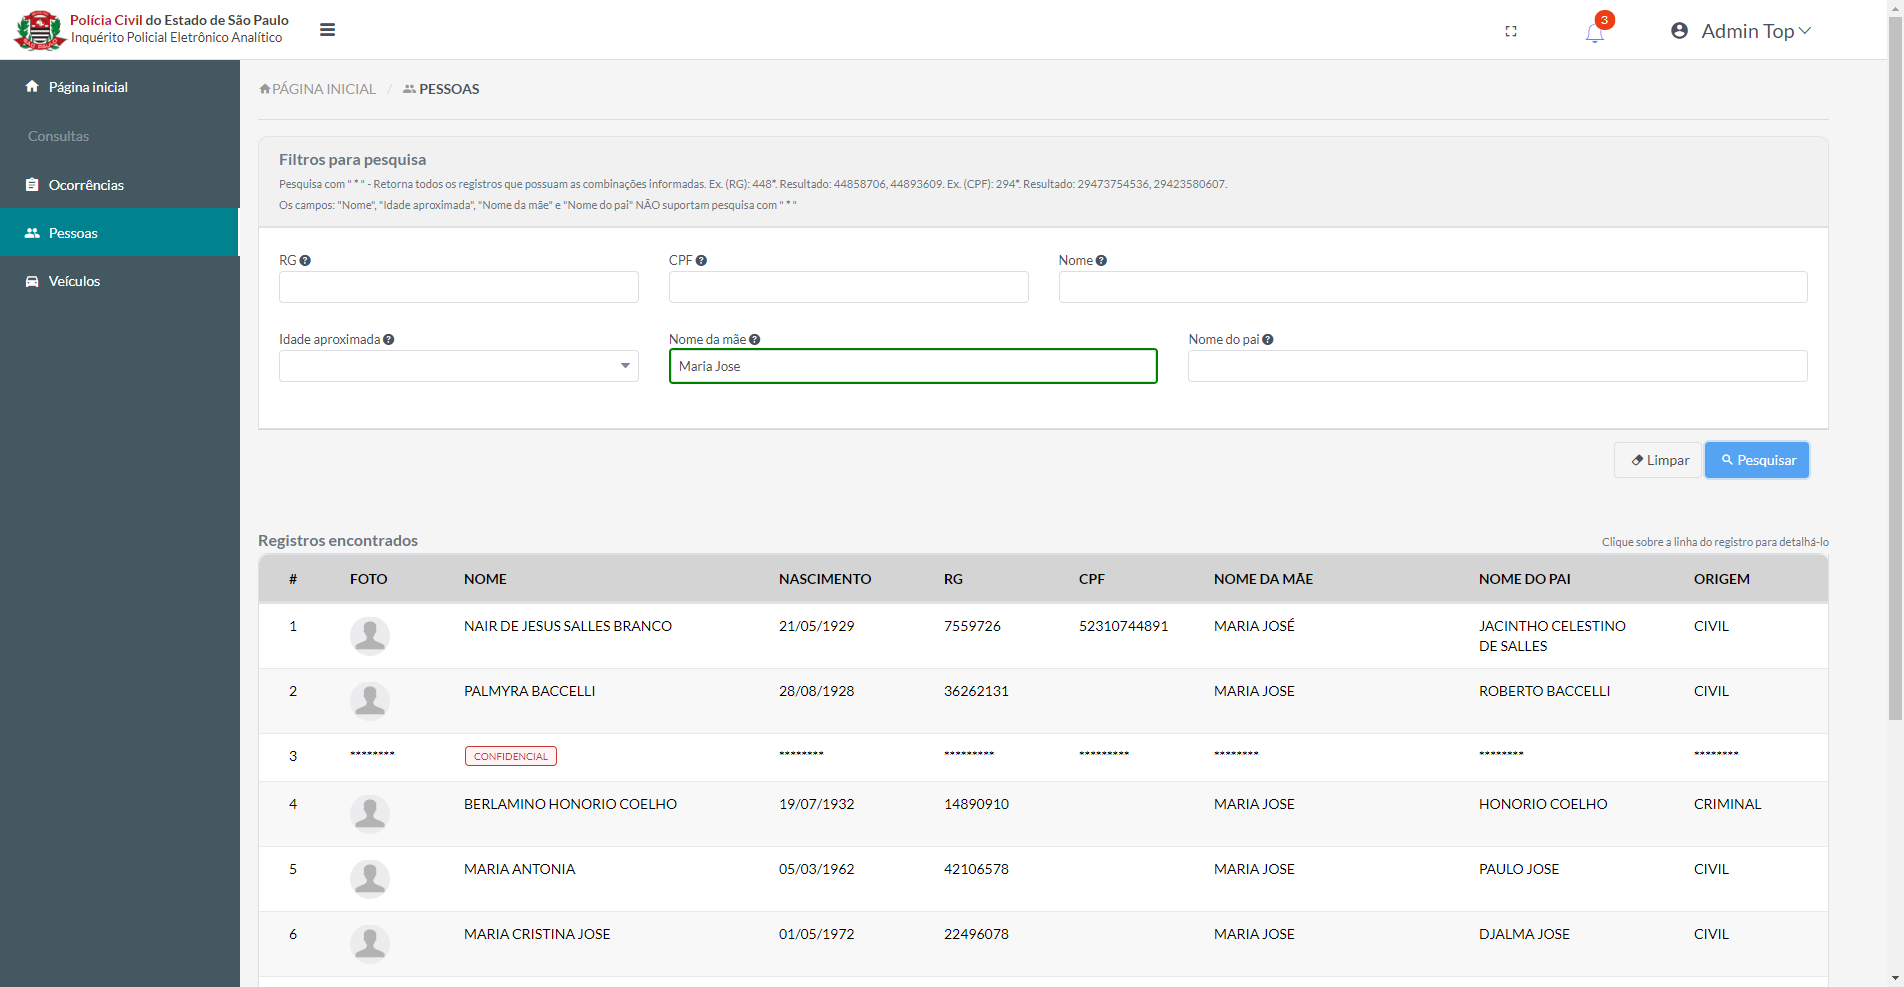 Polícia Civil do Estado de São Paulo
Inquérito Policial Eletrônico Analítico
3
Admin Top
Página inicial
Consultas
Ocorrências
Pessoas
Veículos
PÁGINA INICIAL / PESSOAS
Filtros para pesquisa
Pesquisa com " * " - Retorna todos os registros que possuam as combinações informadas. Ex. (RG): 448*. Resultado: 44858706, 44893609. Ex. (CPF): 294*. Resultado: 29473754536, 29423580607.
Os campos: "Nome", "Idade aproximada", "Nome da mãe" e "Nome do pai" NÃO suportam pesquisa com " * "
RG CPF Nome
Idade aproximada Nome da mãe Nome do pai
Maria Jose
Limpar Pesquisar
Registros encontrados Clique sobre a linha do registro para detalhá-lo
# FOTO NOME NASCIMENTO RG CPF NOME DA MÃE NOME DO PAI ORIGEM
1 NAIR DE JESUS SALLES BRANCO 21/05/1929 7559726 52310744891 MARIA JOSÉ JACINTHO CELESTINO CIVIL
DE SALLES
2 PALMYRA BACCELLI 28/08/1928 36262131 MARIA JOSE ROBERTO BACCELLI CIVIL
3 ******** CONFIDENCIAL ******** ********* ********* ******** ******** ********
4 BERLAMINO HONORIO COELHO 19/07/1932 14890910 MARIA JOSE HONORIO COELHO CRIMINAL
5 MARIA ANTONIA 05/03/1962 42106578 MARIA JOSE PAULO JOSE CIVIL
6 MARIA CRISTINA JOSE 01/05/1972 22496078 MARIA JOSE DJALMA JOSE CIVIL